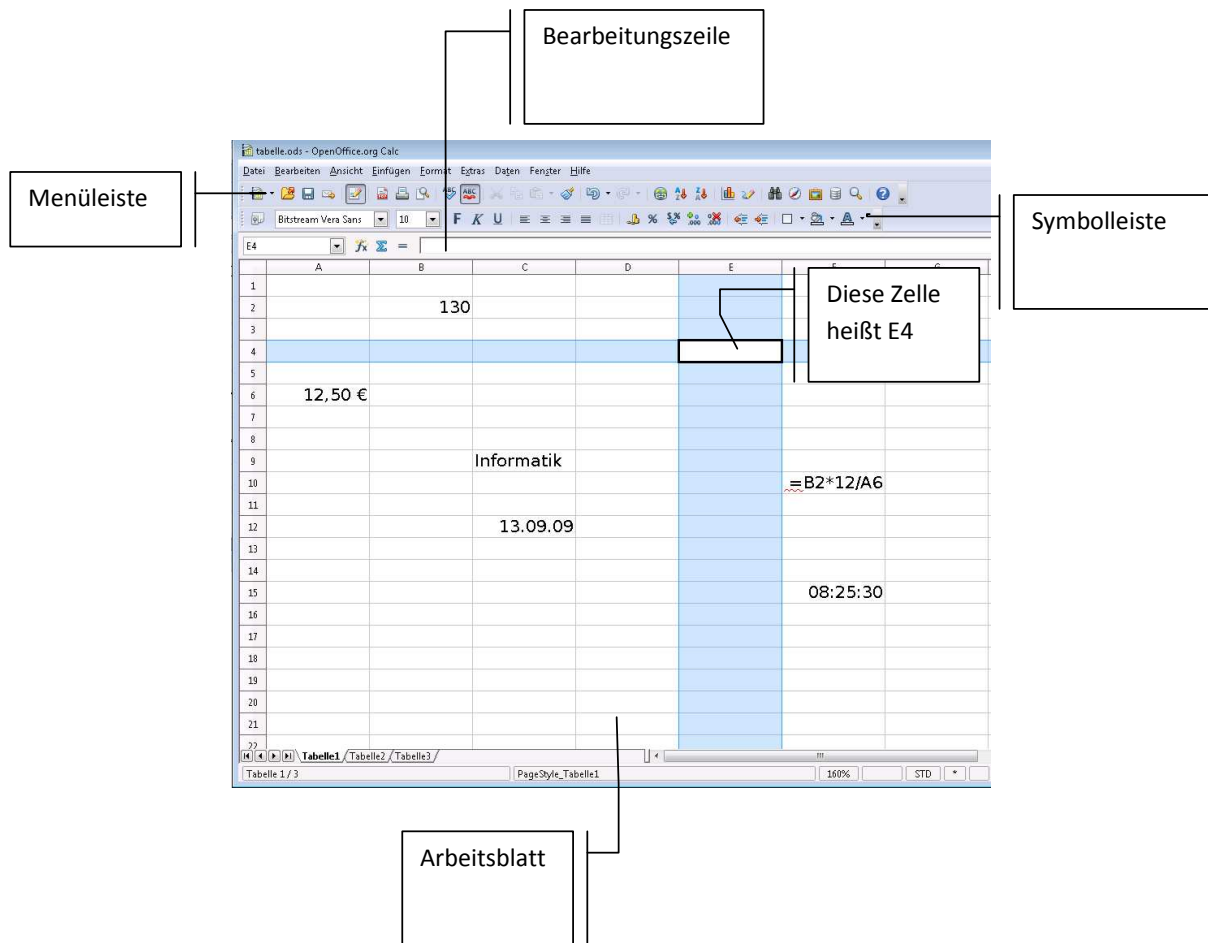 Bearbeitungszeile
tabelle.ods - OpenOffice.org Calc
Datei Bearbeiten Ansicht Einfügen Format Extras Daten Fenster Hilfe
Menüleiste
Symbolleiste
Bitstream Vera Sans 10 F K U
E4 =
A B C D E
1
2 130
3
Diese Zelle
heißt E4
4
5
6 12,50 €
7
8
9 Informatik
10 =B2*12/A6
11
12 13.09.09
13
14
15 08:25:30
16
17
18
19
20
21
22
Tabelle1 Tabelle2 Tabelle3
Tabelle 1 / 3 PageStyle_Tabelle1 160% STD *
Arbeitsblatt